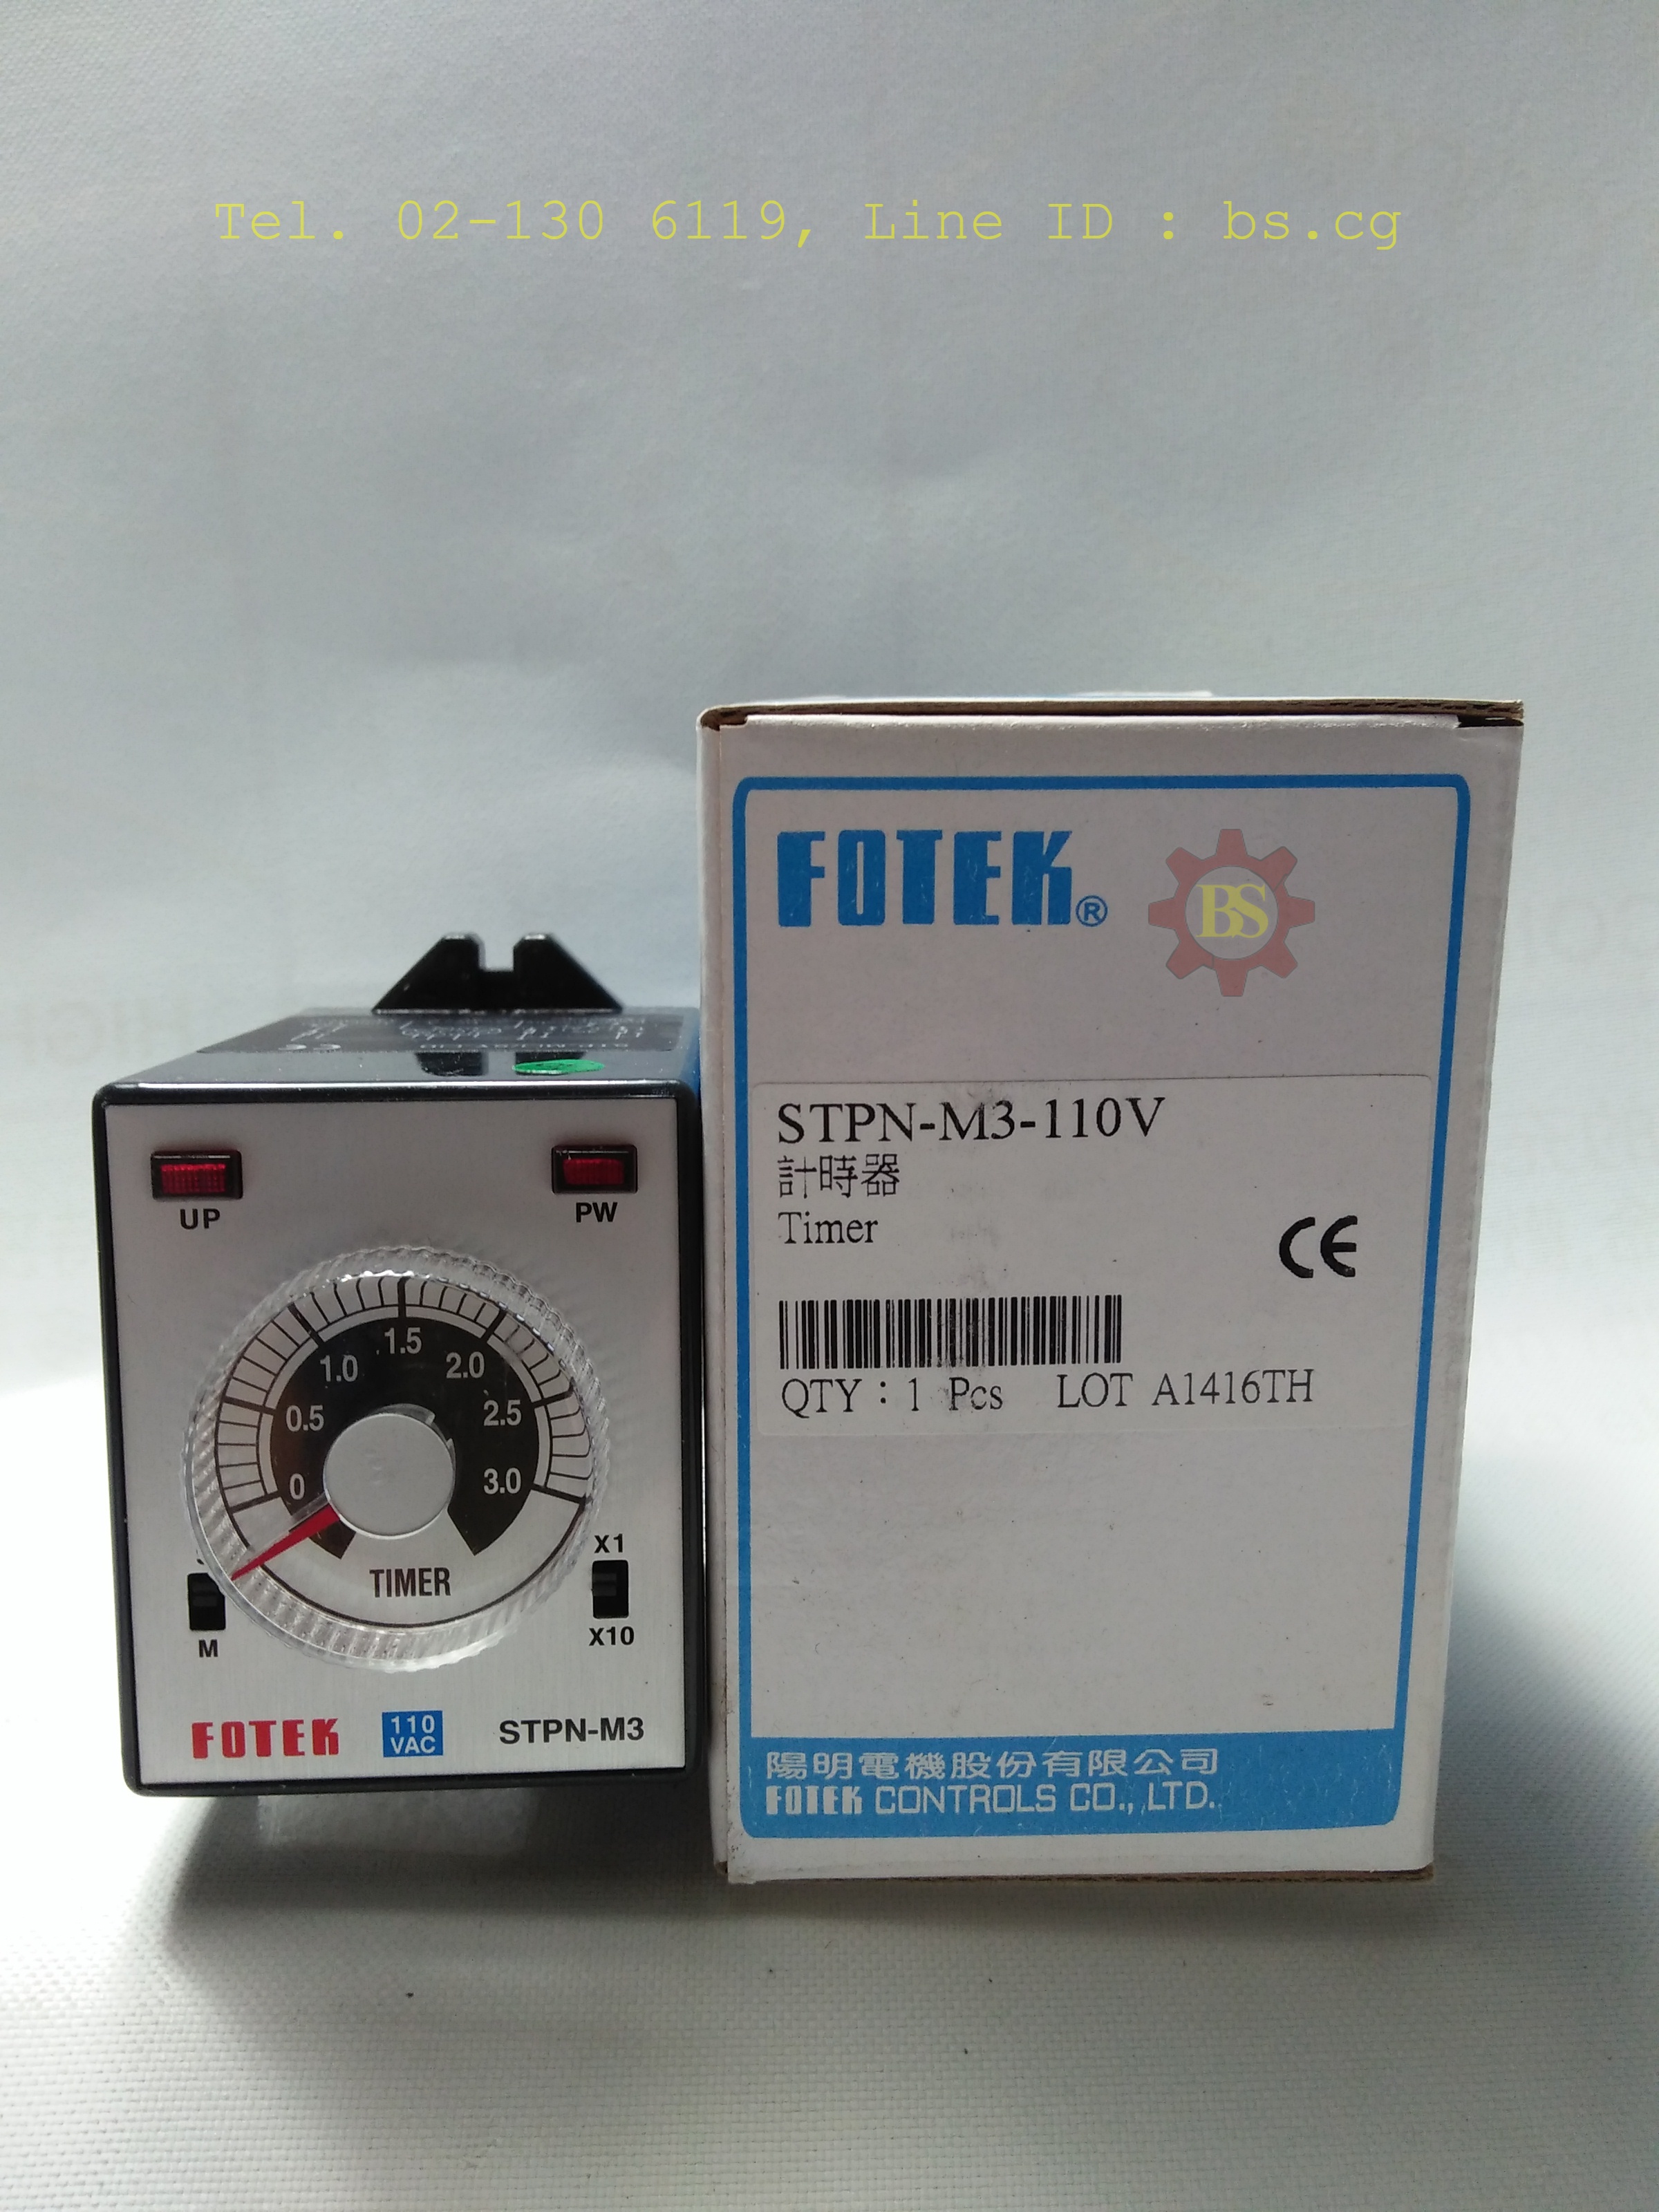 Tel. 02-130 6119, Line ID : bs.cg
FOTEK®
BS
STPN-M3-110V
計時器
Timer
CE
QTY : 1 Pcs LOT A1416TH
陽明電機股份有限公司
FOTEK CONTROLS CO., LTD.
UP
PW
0
0.5
1.0
1.5
2.0
2.5
3.0
TIMER
X1
M
X10
FOTEK
110
VAC
STPN-M3